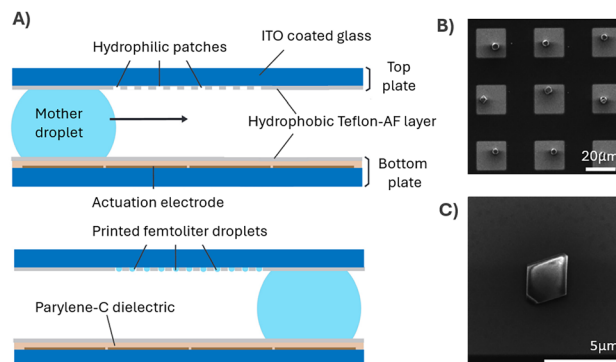 A)
Hydrophilic patches
ITO coated glass
Top
plate
Mother
droplet
Hydrophobic Teflon-AF layer
Bottom
plate
Actuation electrode
Printed femtoliter droplets
Parylene-C dielectric
B)
20μm
C)
5μm